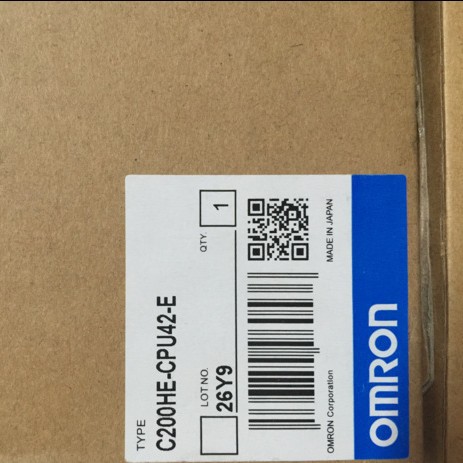 TYPE
C200HE-CPU42-E
LOT NO.
26Y9
QTY.
1
OMRON Corporation
MADE IN JAPAN
OMRON